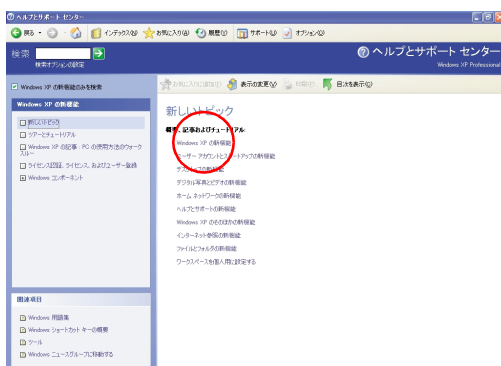 ヘルプとサポート センター
戻る
インデックス(X)
お気に入り(A)
履歴(S)
サポート(U)
オプション(O)
検索
検索オプションの設定
ヘルプとサポート センター
Windows XP Professional
Windows XP の新機能のみを検索
お気に入りに追加(D)
表示の変更(V)
印刷(P)...
目次を表示(C)
Windows XP の新機能
新しいトピック
ツアーとチュートリアル
Windows XP の記事 : PC の使用方法のウォークスルー
ライセンス認証、ライセンス、およびユーザー登録
Windows コンポーネント
新しいトピック
概要、記事およびチュートリアル
Windows XP の新機能
ユーザー アカウントとスタートアップの新機能
デスクトップの新機能
デジタル写真とビデオの新機能
ホーム ネットワークの新機能
ヘルプとサポートの新機能
Windows XP のそのほかの新機能
インターネット参照の新機能
ファイルとフォルダの新機能
ワークスペースを個人用に設定する
関連項目
Windows 用語集
Windows ショートカット キーの概要
ツール
Windows ニュースグループに移動する